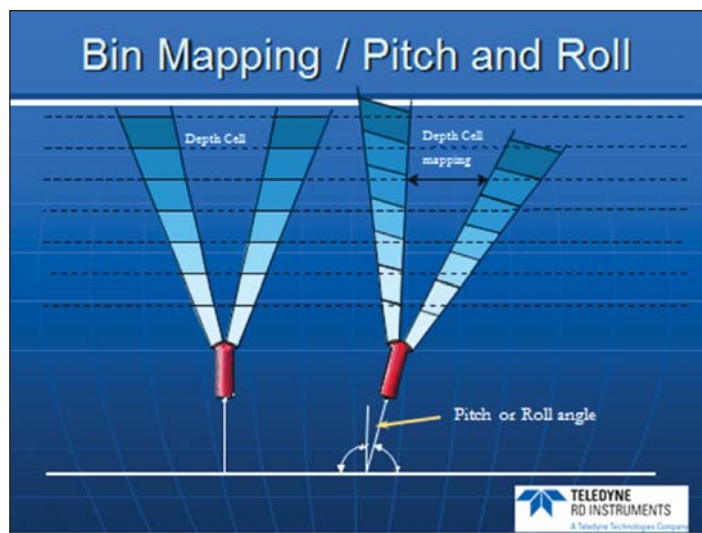 Bin Mapping / Pitch and Roll
Depth Cell
Depth Cell
mapping
Pitch or Roll angle
TELEDYNE
RD INSTRUMENTS
A Teledyne Technologies Company